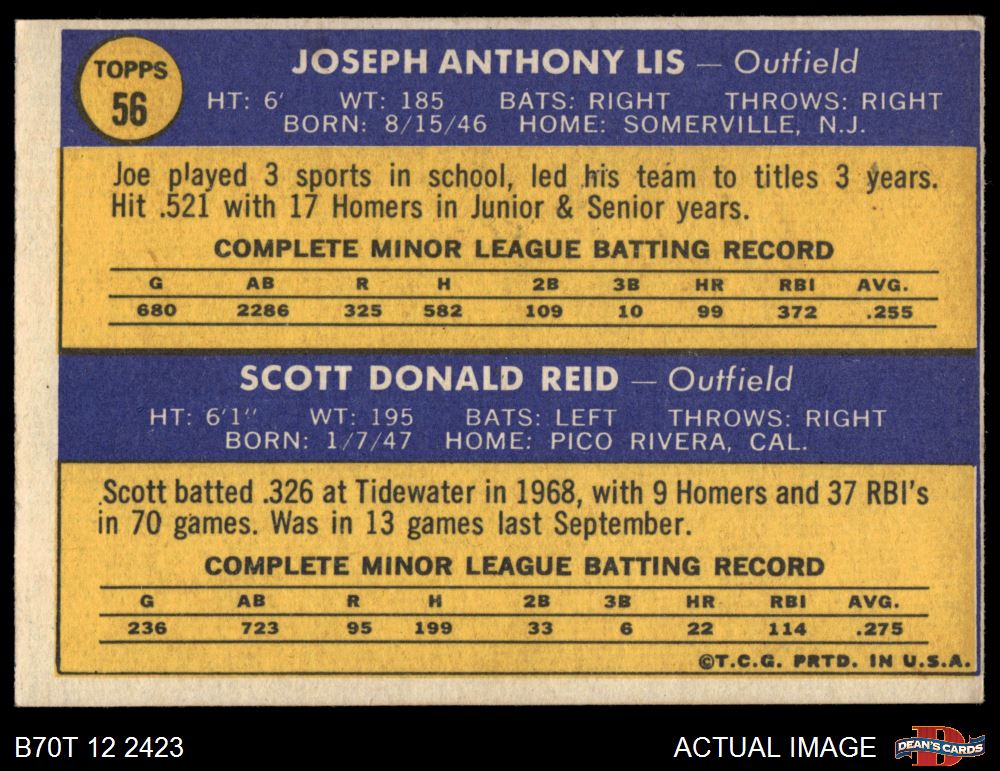 TOPPS
56
JOSEPH ANTHONY LIS — Outfield
HT: 6' WT: 185 BATS: RIGHT THROWS: RIGHT
BORN: 8/15/46 HOME: SOMERVILLE, N.J.
Joe played 3 sports in school, led his team to titles 3 years.
Hit .521 with 17 Homers in Junior & Senior years.
COMPLETE MINOR LEAGUE BATTING RECORD
G AB R H 2B 3B HR RBI AVG.
680 2286 325 582 109 10 99 372 .255
SCOTT DONALD REID — Outfield
HT: 6'1" WT: 195 BATS: LEFT THROWS: RIGHT
BORN: 1/7/47 HOME: PICO RIVERA, CAL.
Scott batted .326 at Tidewater in 1968, with 9 Homers and 37 RBI's
in 70 games. Was in 13 games last September.
COMPLETE MINOR LEAGUE BATTING RECORD
G AB R H 2B 3B HR RBI AVG.
236 723 95 199 33 6 22 114 .275
©T.C.G. PRTD. IN U.S.A.
B70T 12 2423
ACTUAL IMAGE
D
DEAN'S CARDS